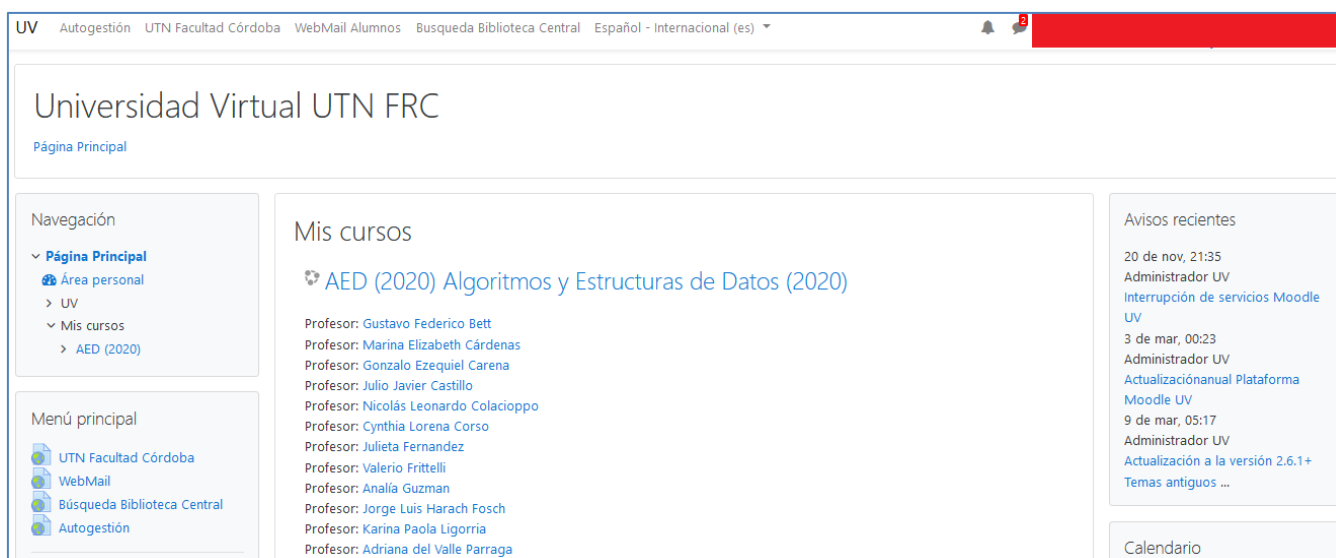 UV Autogestión UTN Facultad Córdoba WebMail Alumnos Busqueda Biblioteca Central Español - Internacional (es)
2
Universidad Virtual UTN FRC
Página Principal
Navegación
Página Principal
Área personal
UV
Mis cursos
AED (2020)
Menú principal
UTN Facultad Córdoba
WebMail
Búsqueda Biblioteca Central
Autogestión
Mis cursos
AED (2020) Algoritmos y Estructuras de Datos (2020)
Profesor: Gustavo Federico Bett
Profesor: Marina Elizabeth Cárdenas
Profesor: Gonzalo Ezequiel Carena
Profesor: Julio Javier Castillo
Profesor: Nicolás Leonardo Colacioppo
Profesor: Cynthia Lorena Corso
Profesor: Julieta Fernandez
Profesor: Valerio Frittelli
Profesor: Analía Guzman
Profesor: Jorge Luis Harach Fosch
Profesor: Karina Paola Ligorria
Profesor: Adriana del Valle Parraga
Avisos recientes
20 de nov, 21:35
Administrador UV
Interrupción de servicios Moodle
UV
3 de mar, 00:23
Administrador UV
Actualizaciónanual Plataforma
Moodle UV
9 de mar, 05:17
Administrador UV
Actualización a la versión 2.6.1+
Temas antiguos ...
Calendario